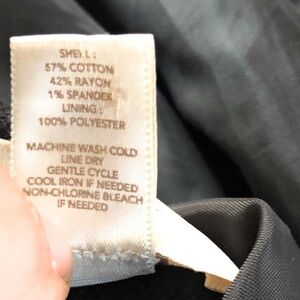 SHELL:
57% COTTON
42% RAYON
1% SPANDEX
LINING:
100% POLYESTER
MACHINE WASH COLD
LINE DRY
GENTLE CYCLE
COOL IRON IF NEEDED
NON-CHLORINE BLEACH
IF NEEDED